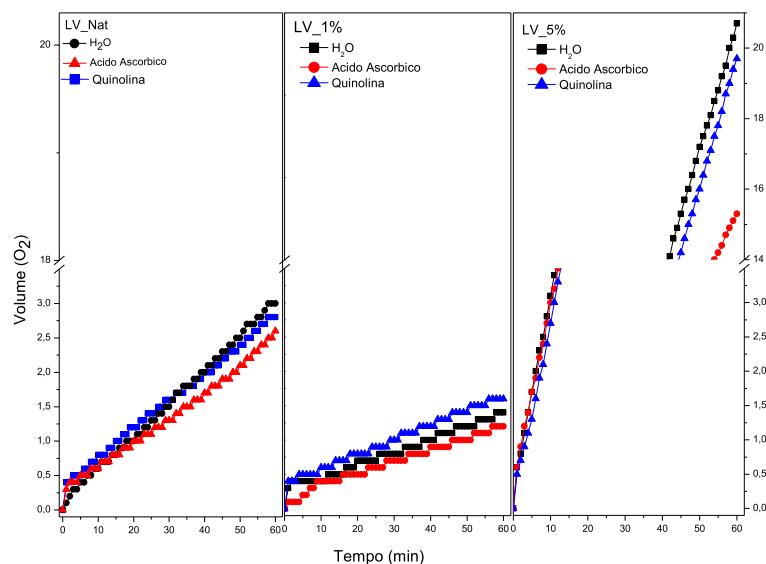 LV_Nat
H₂O
Acido Ascorbico
Quinolina
LV_1%
H₂O
Acido Ascorbico
Quinolina
LV_5%
H₂O
Acido Ascorbico
Quinolina
Volume (O₂)
20
18
3,0
2,5
2,0
1,5
1,0
0,5
0,0
20
18
16
14
3,0
2,5
2,0
1,5
1,0
0,5
0,0
0 10 20 30 40 50 60
0 10 20 30 40 50 60
0 10 20 30 40 50 60
Tempo (min)